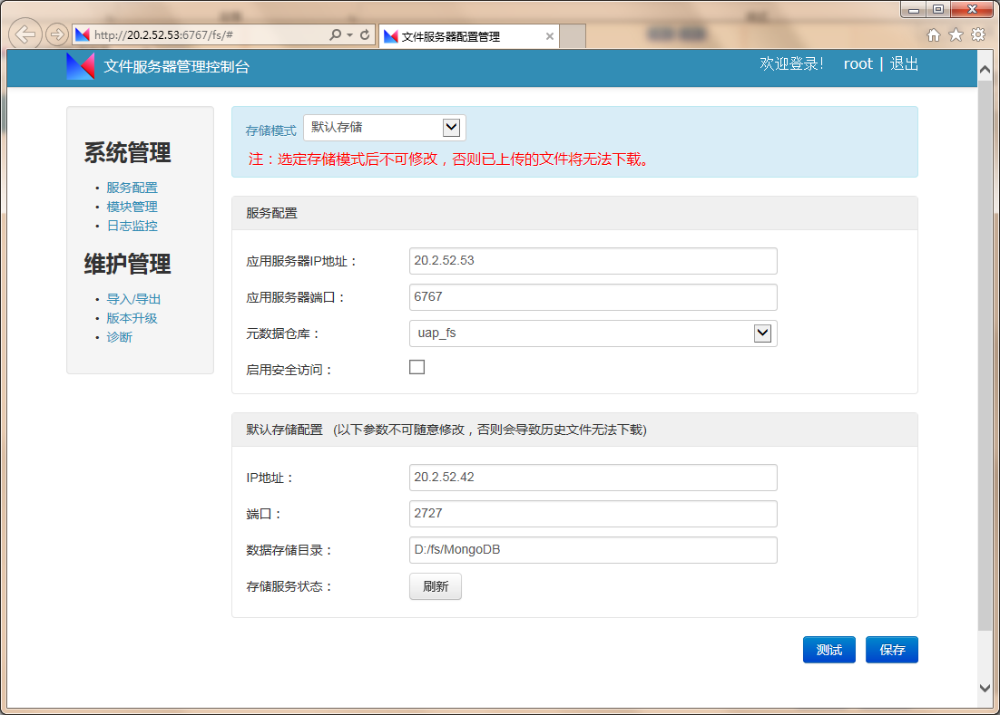 http://20.2.52.53:6767/fs/#
文件服务器配置管理
文件服务器管理控制台
欢迎登录! root | 退出
系统管理
• 服务配置
• 模块管理
• 日志监控
维护管理
• 导入/导出
• 版本升级
• 诊断
存储模式 默认存储
注：选定存储模式后不可修改，否则已上传的文件将无法下载。
服务配置
应用服务器IP地址： 20.2.52.53
应用服务器端口： 6767
元数据仓库： uap_fs
启用安全访问：
默认存储配置 (以下参数不可随意修改，否则会导致历史文件无法下载)
IP地址： 20.2.52.42
端口： 2727
数据存储目录： D:/fs/MongoDB
存储服务状态： 刷新
测试 保存